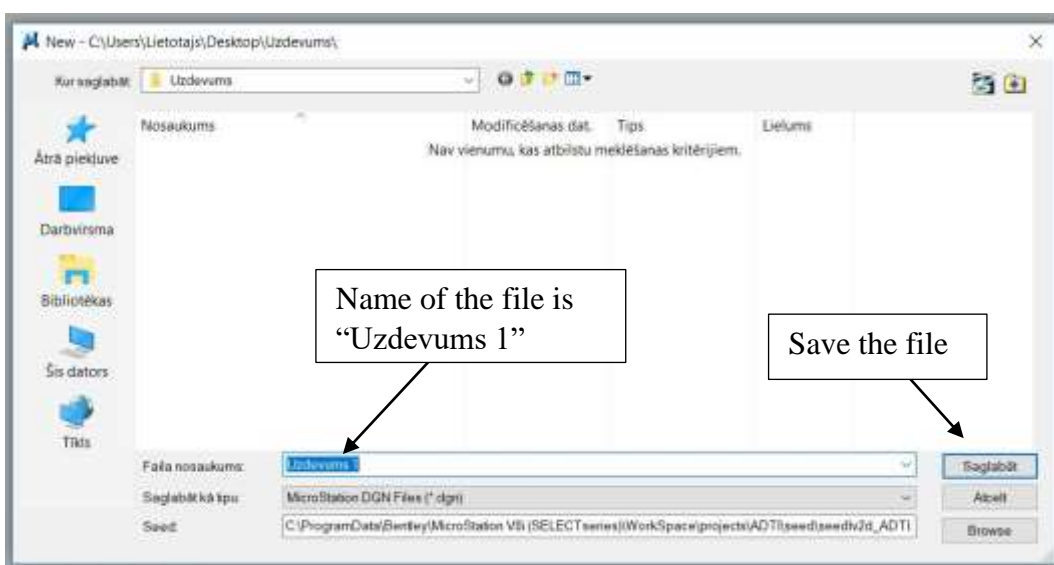 New - C:\Users\Lietotajs\Desktop\Uzdevums\
Kur saglabāt: Uzdevums
Nosaukums Modificēšanas dat. Tips Lielums
Nav vienumu, kas atbilstu meklēšanas kritērijiem.
Ātrā piekļuve
Darbvirsma
Bibliotēkas
Šis dators
Tīkls
Name of the file is
“Uzdevums 1”
Save the file
Faila nosaukums: Uzdevums 1 Saglabāt
Saglabāt kā tipu: MicroStation DGN Files (*.dgn) Atcelt
Seed: C:\ProgramData\Bentley\MicroStation V8i (SELECTseries)\WorkSpace\projects\ADTI\seed\seedlv2d_ADTI Browse